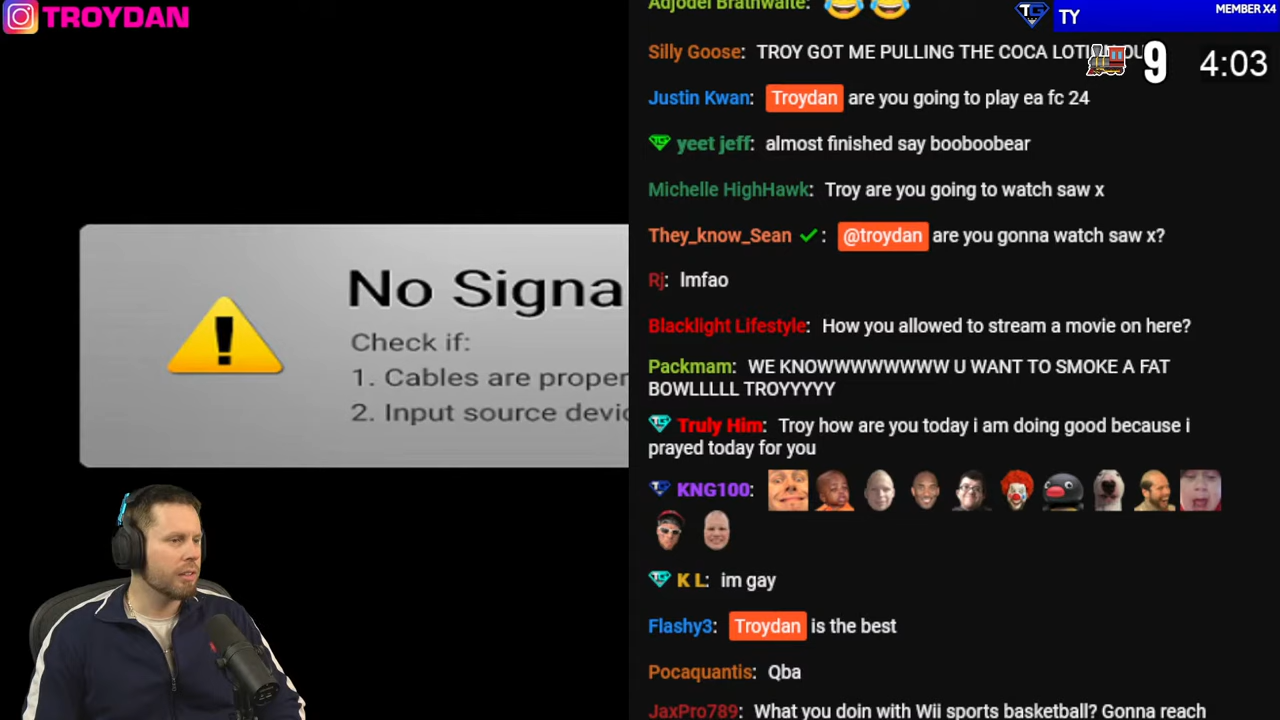 TROYDAN
Adjodel Brathwaite:
TY
MEMBER X4
Silly Goose: TROY GOT ME PULLING THE COCA
9
4:03
Justin Kwan: Troydan are you going to play ea fc 24
yeet jeff: almost finished say booboobear
Michelle HighHawk: Troy are you going to watch saw x
They_know_Sean : @troydan are you gonna watch saw x?
Rj: lmfao
Blacklight Lifestyle: How you allowed to stream a movie on here?
Packmam: WE KNOWWWWWWWW U WANT TO SMOKE A FAT
BOWLLLLL TROYYYYY
Truly Him: Troy how are you today i am doing good because i
prayed today for you
KNG100:
K L: im gay
Flashy3: Troydan is the best
Pocaquantis: Qba
JaxPro789: What you doin with Wii sports basketball? Gonna reach
No Signa
Check if:
1. Cables are proper
2. Input source devic